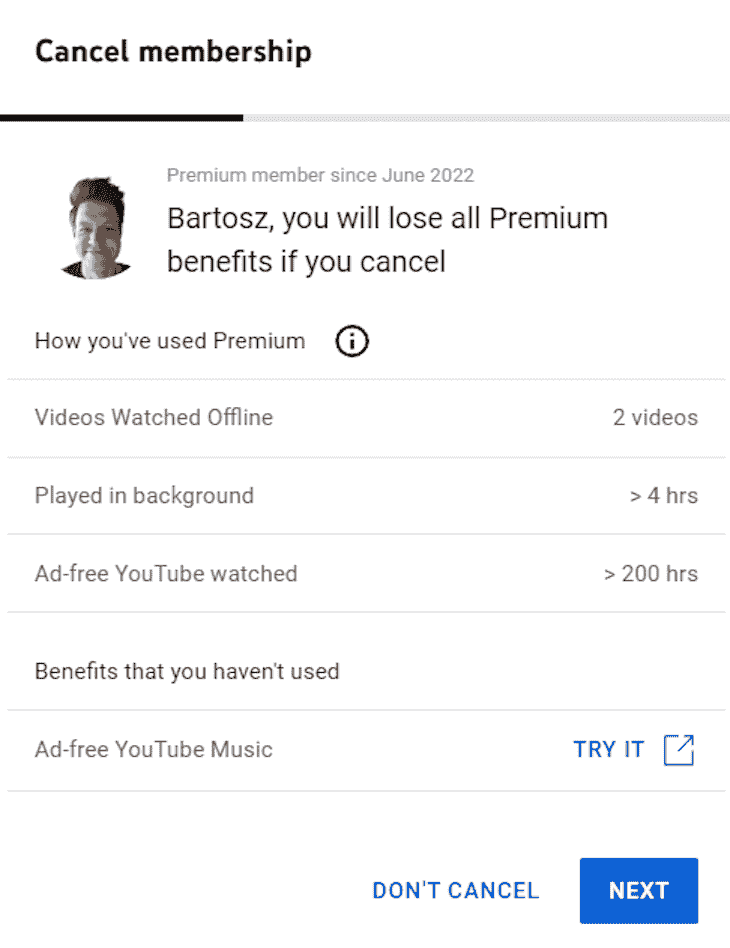 Cancel membership
Premium member since June 2022
Bartosz, you will lose all Premium
benefits if you cancel
How you've used Premium
Videos Watched Offline 2 videos
Played in background > 4 hrs
Ad-free YouTube watched > 200 hrs
Benefits that you haven't used
Ad-free YouTube Music TRY IT
DON'T CANCEL NEXT